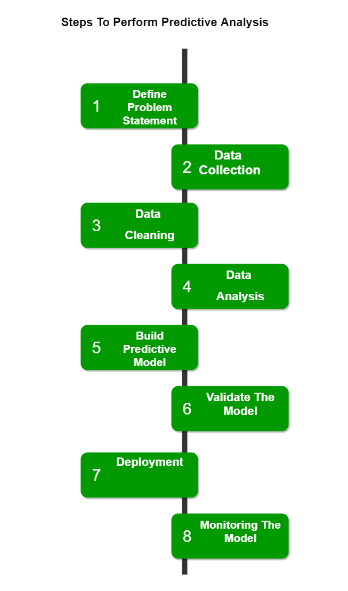 Steps To Perform Predictive Analysis
1
Define
Problem
Statement
2
Data
Collection
3
Data
Cleaning
4
Data
Analysis
5
Build
Predictive
Model
6
Validate The
Model
7
Deployment
8
Monitoring The
Model